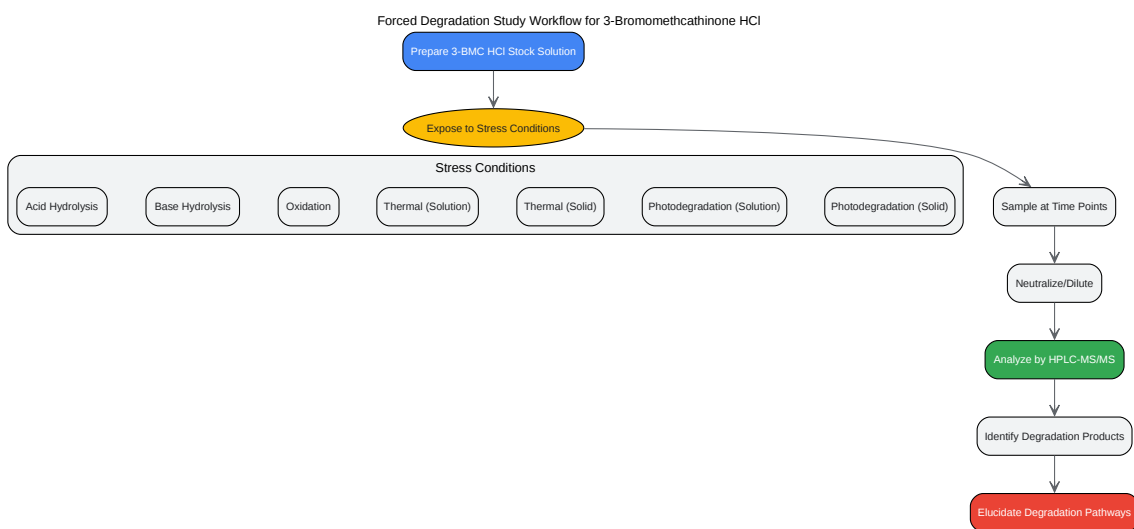 Forced Degradation Study Workflow for 3-Bromomethcathinone HCl
Prepare 3-BMC HCl Stock Solution
Expose to Stress Conditions
Stress Conditions
Acid Hydrolysis
Base Hydrolysis
Oxidation
Thermal (Solution)
Thermal (Solid)
Photodegradation (Solution)
Photodegradation (Solid)
Sample at Time Points
Neutralize/Dilute
Analyze by HPLC-MS/MS
Identify Degradation Products
Elucidate Degradation Pathways